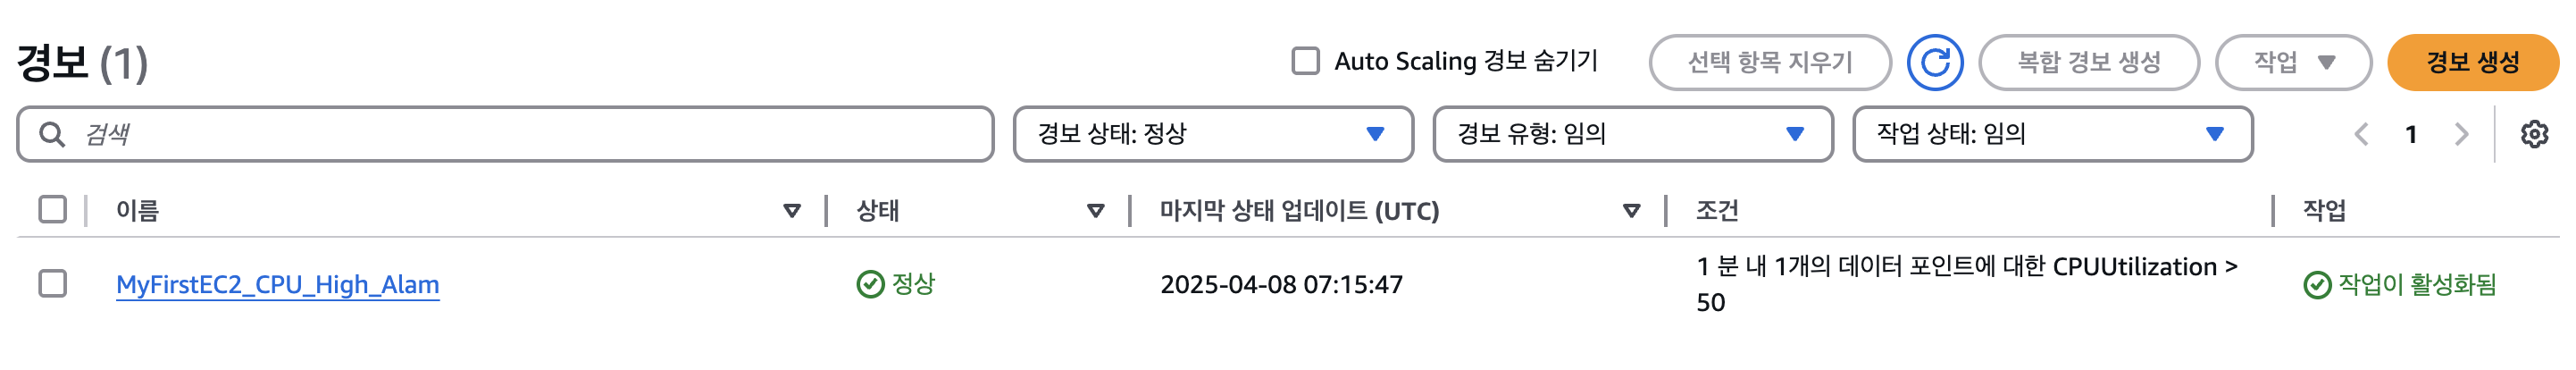 경보 (1)
Auto Scaling 경보 숨기기
선택 항목 지우기
복합 경보 생성
작업
경보 생성
검색
경보 상태: 정상
경보 유형: 임의
작업 상태: 임의
1
이름
상태
마지막 상태 업데이트 (UTC)
조건
작업
MyFirstEC2_CPU_High_Alam
정상
2025-04-08 07:15:47
1 분 내 1개의 데이터 포인트에 대한 CPUUtilization >
50
작업이 활성화됨